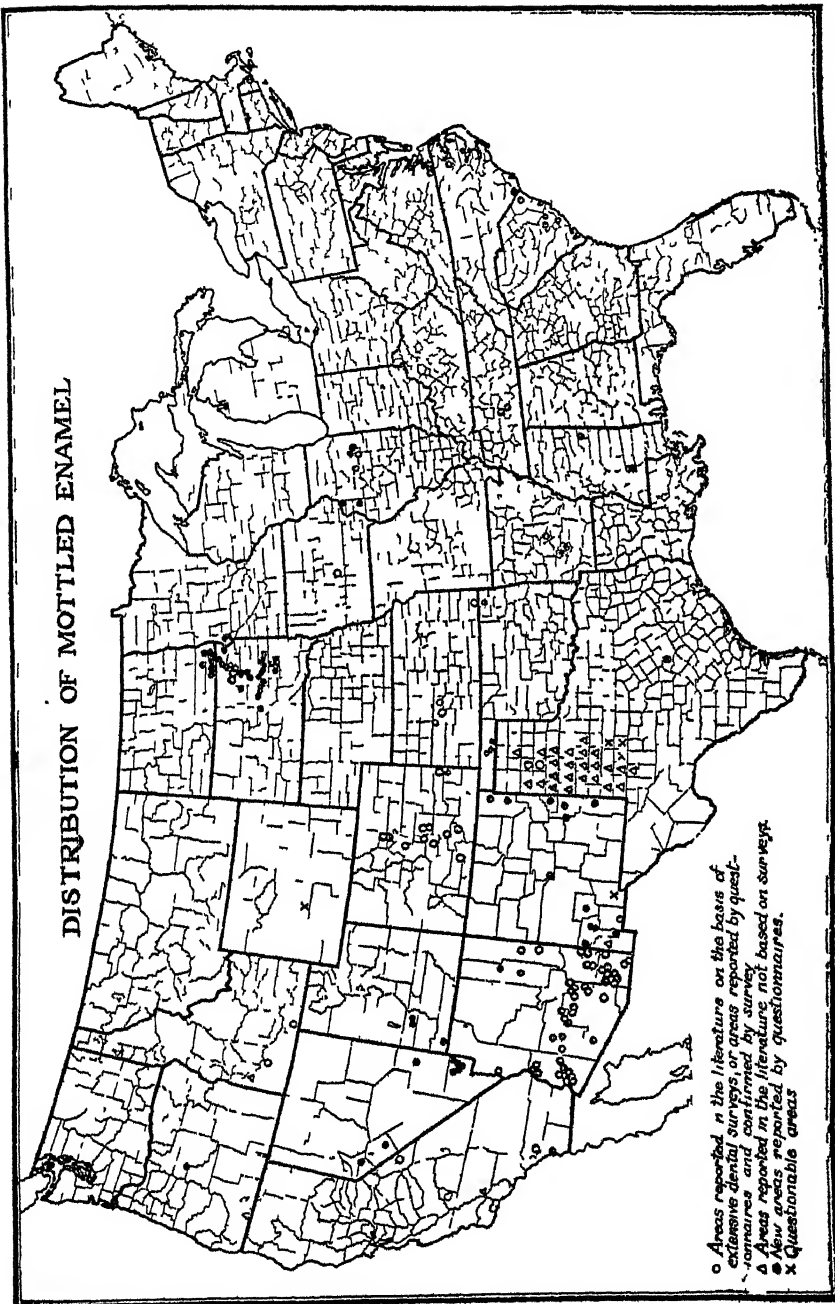 DISTRIBUTION OF MOTTLED ENAMEL
o Areas reported n the literature on the basis of
extensive dental surveys, or areas reported by quest-
ionnaires and confirmed by survey
△ Areas reported in the literature not based on surveys.
● New areas reported by questionnaires.
x Questionable areas